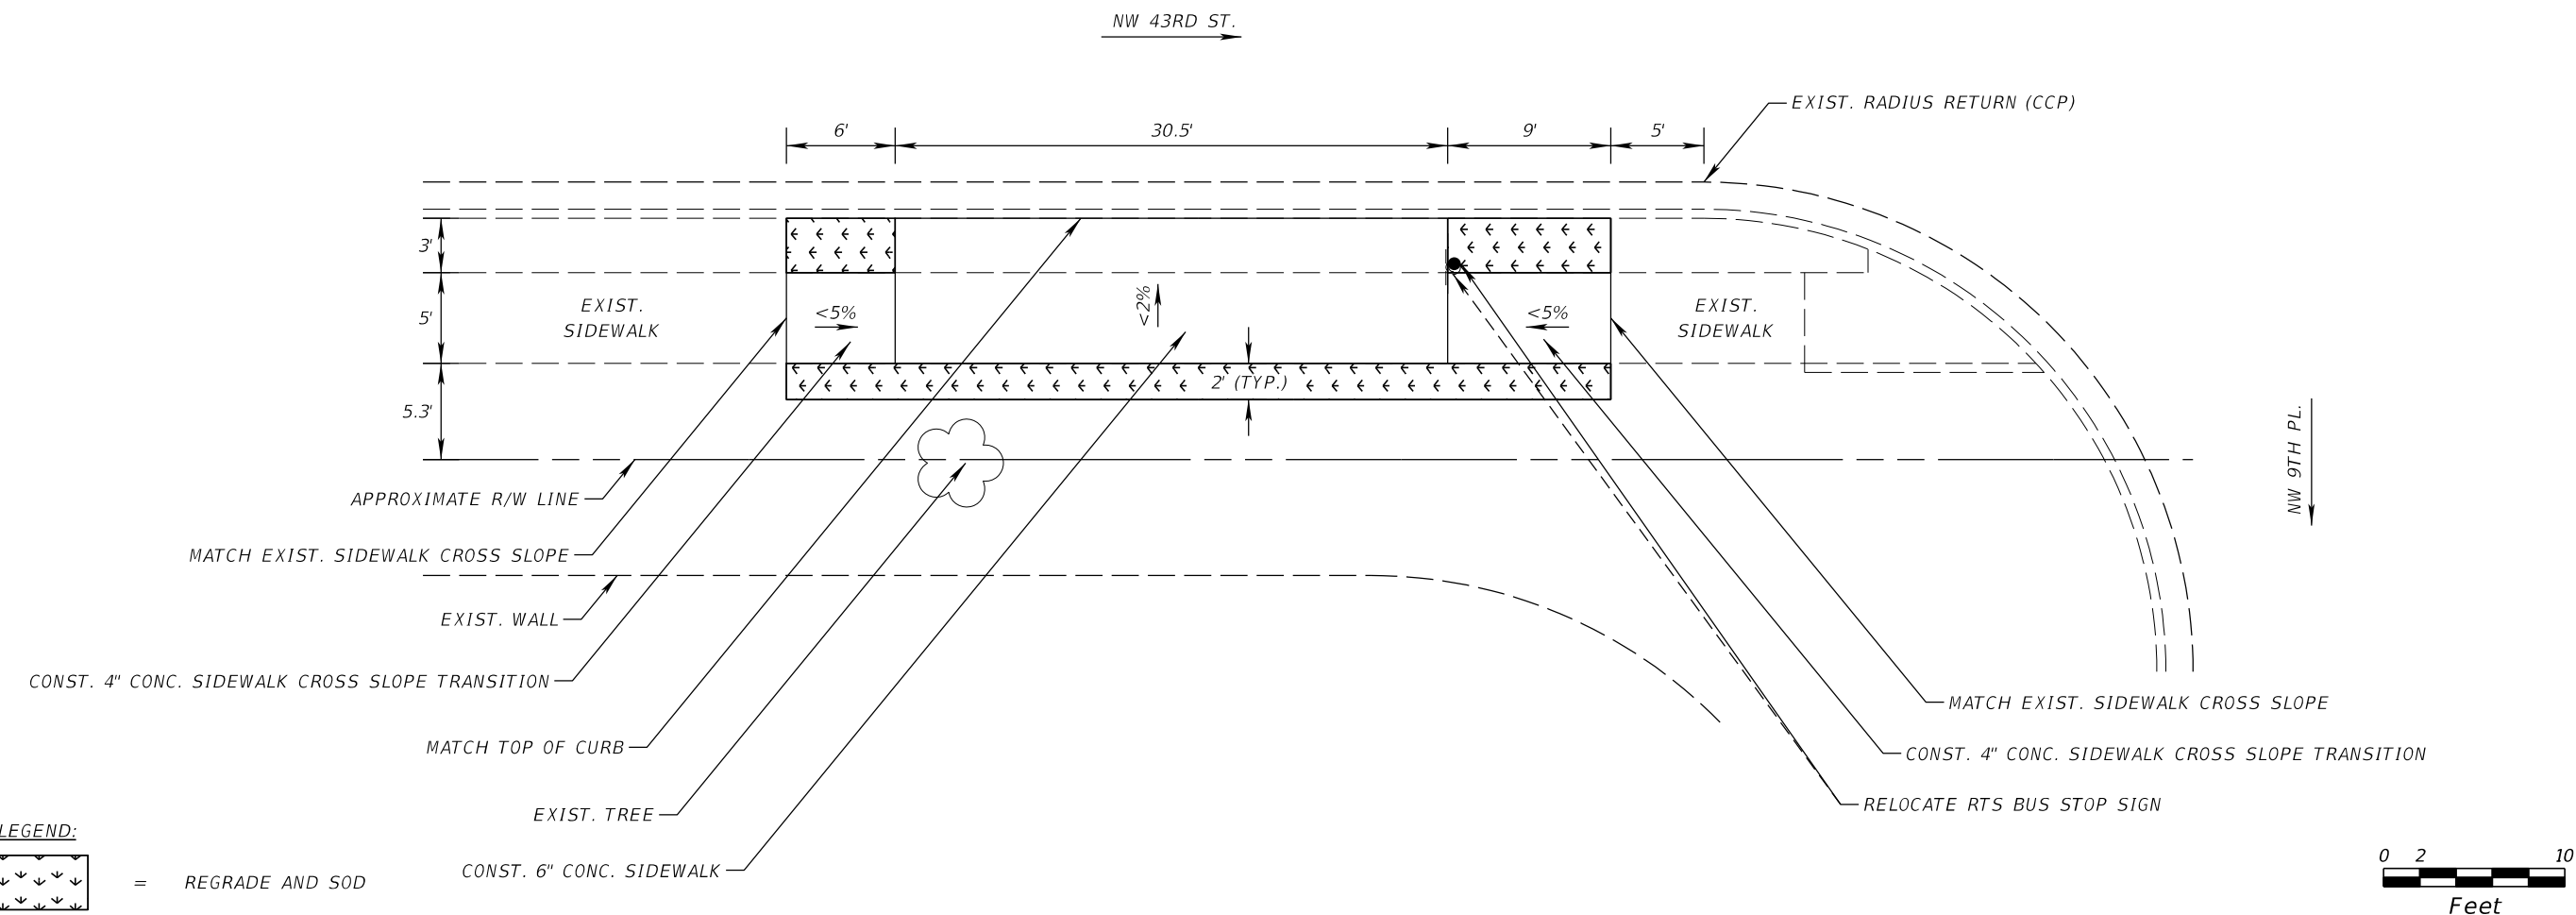 NW 43RD ST.
EXIST. RADIUS RETURN (CCP)
6'
30.5'
9'
5'
3'
5'
5.3'
EXIST.
SIDEWALK
<5%
<2%
<5%
EXIST.
SIDEWALK
2' (TYP.)
NW 9TH PL.
APPROXIMATE R/W LINE
MATCH EXIST. SIDEWALK CROSS SLOPE
EXIST. WALL
CONST. 4" CONC. SIDEWALK CROSS SLOPE TRANSITION
MATCH TOP OF CURB
EXIST. TREE
CONST. 6" CONC. SIDEWALK
MATCH EXIST. SIDEWALK CROSS SLOPE
CONST. 4" CONC. SIDEWALK CROSS SLOPE TRANSITION
RELOCATE RTS BUS STOP SIGN
LEGEND:
= REGRADE AND SOD
0 2 10
Feet